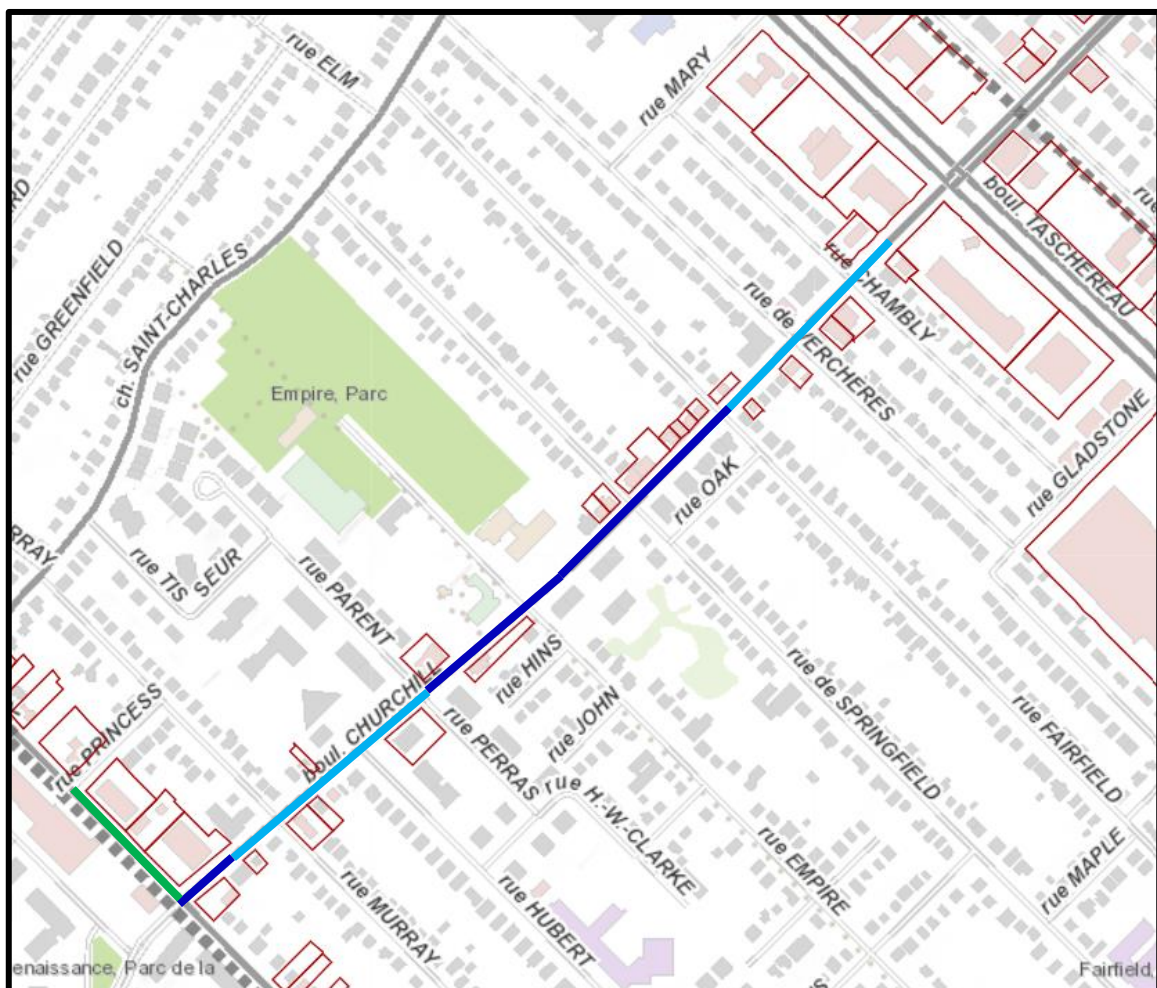 rue ELM
rue MARY
rue GREENFIELD
ch. SAINT-CHARLES
boul. TASCHEREAU
rue CHAMBLY
rue de VERCHERES
Empire, Parc
rue GLADSTONE
rue OAK
rue TISSEUR
rue PARENT
rue HINS
rue de SPRINGFIELD
rue FAIRFIELD
rue JOHN
rue PRINCESS
boul. CHURCHILL
rue PERRAS
rue H.-W.-CLARKE
rue EMPIRE
rue MAPLE
rue MURRAY
rue HUBERT
enaissance, Parc de la
Fairfield,